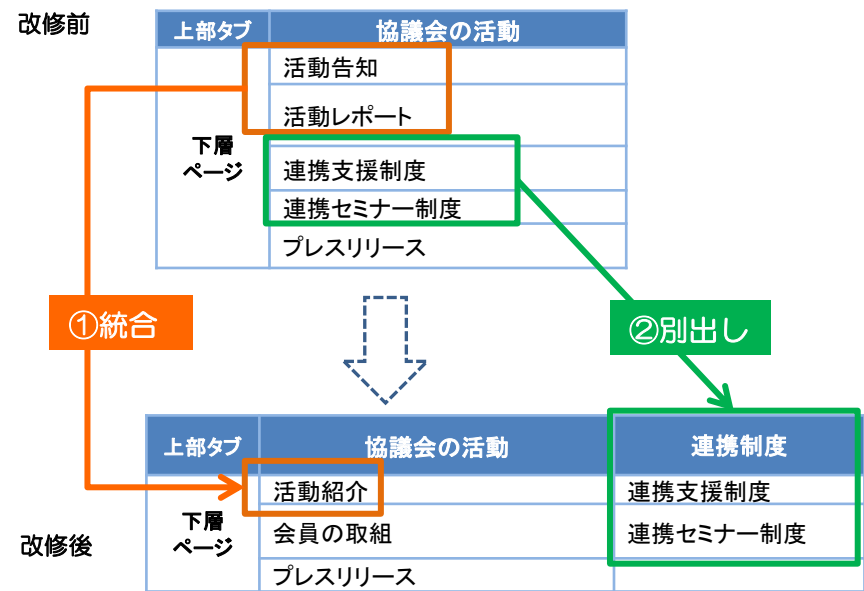 改修前
上部タブ 協議会の活動
活動告知
活動レポート
下層
ページ
連携支援制度
連携セミナー制度
プレスリリース
①統合
②別出し
上部タブ 協議会の活動 連携制度
活動紹介 連携支援制度
下層
ページ
会員の取組 連携セミナー制度
改修後
プレスリリース